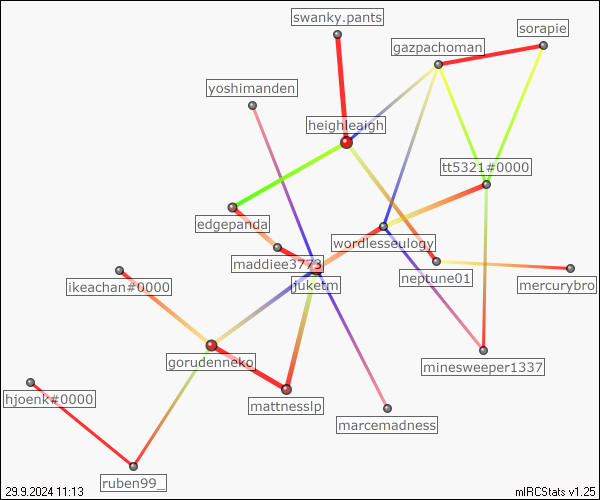 swanky.pants
sorapie
gazpachoman
yoshimanden
heighleaigh
tt5321#0000
edgepanda
wordlesseulogy
maddiee3773
neptune01
juketm
ikeachan#0000
mercurybro
gorudenneko
minesweeper1337
hjoenk#0000
mattnesslp
marcemadness
ruben99_
29.9.2024 11:13
mIRCStats v1.25